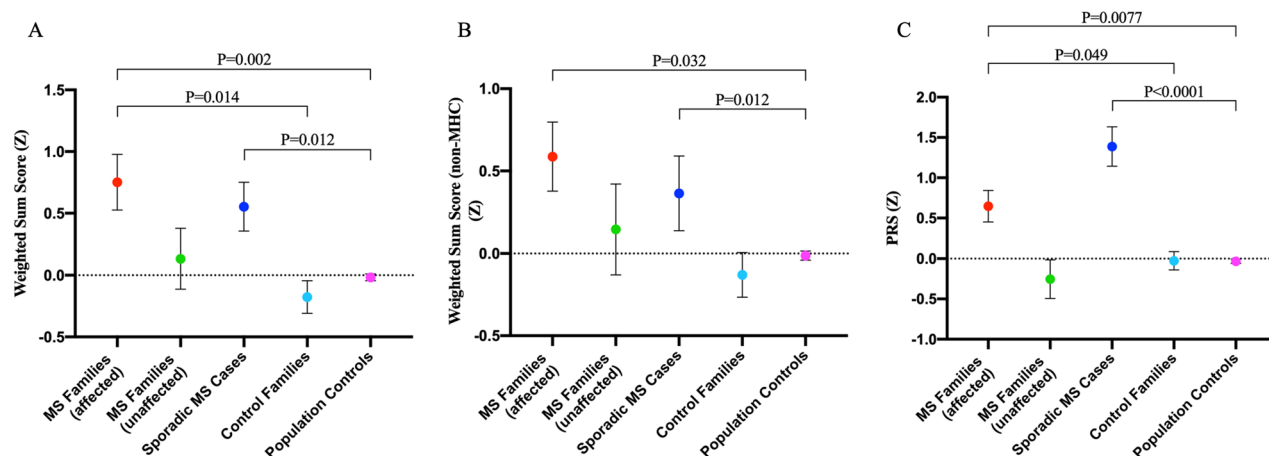 A
P=0.002
P=0.014
P=0.012
Weighted Sum Score (Z)
1.5
1.0
0.5
0.0
-0.5
MS Families
(affected)
MS Families
(unaffected)
Sporadic MS Cases
Control Families
Population Controls
B
P=0.032
P=0.012
Weighted Sum Score (non-MHC)
(Z)
1.0
0.5
0.0
-0.5
MS Families
(affected)
MS Families
(unaffected)
Sporadic MS Cases
Control Families
Population Controls
C
P=0.0077
P=0.049
P<0.0001
PRS (Z)
2.0
1.5
1.0
0.5
0.0
-0.5
-1.0
MS Families
(affected)
MS Families
(unaffected)
Sporadic MS Cases
Control Families
Population Controls